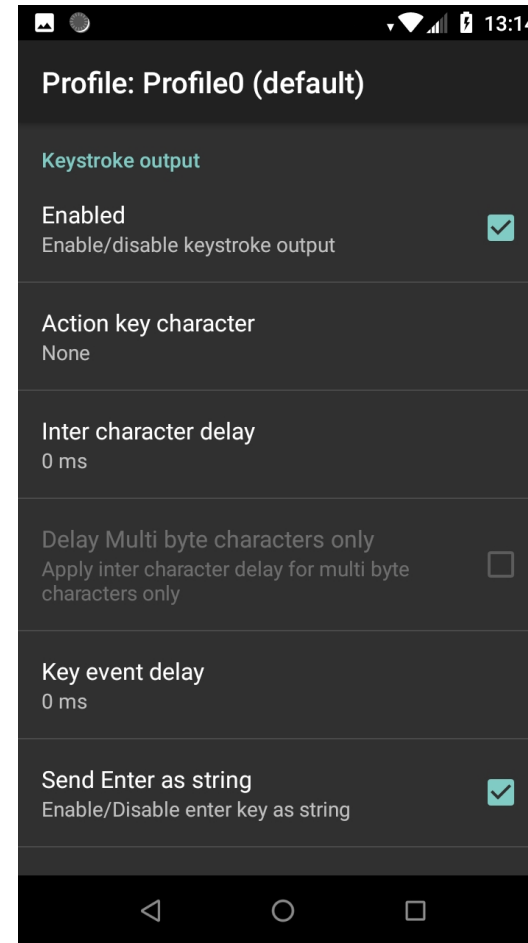 13:14
Profile: Profile0 (default)
Keystroke output
Enabled
Enable/disable keystroke output
Action key character
None
Inter character delay
0 ms
Delay Multi byte characters only
Apply inter character delay for multi byte
characters only
Key event delay
0 ms
Send Enter as string
Enable/Disable enter key as string